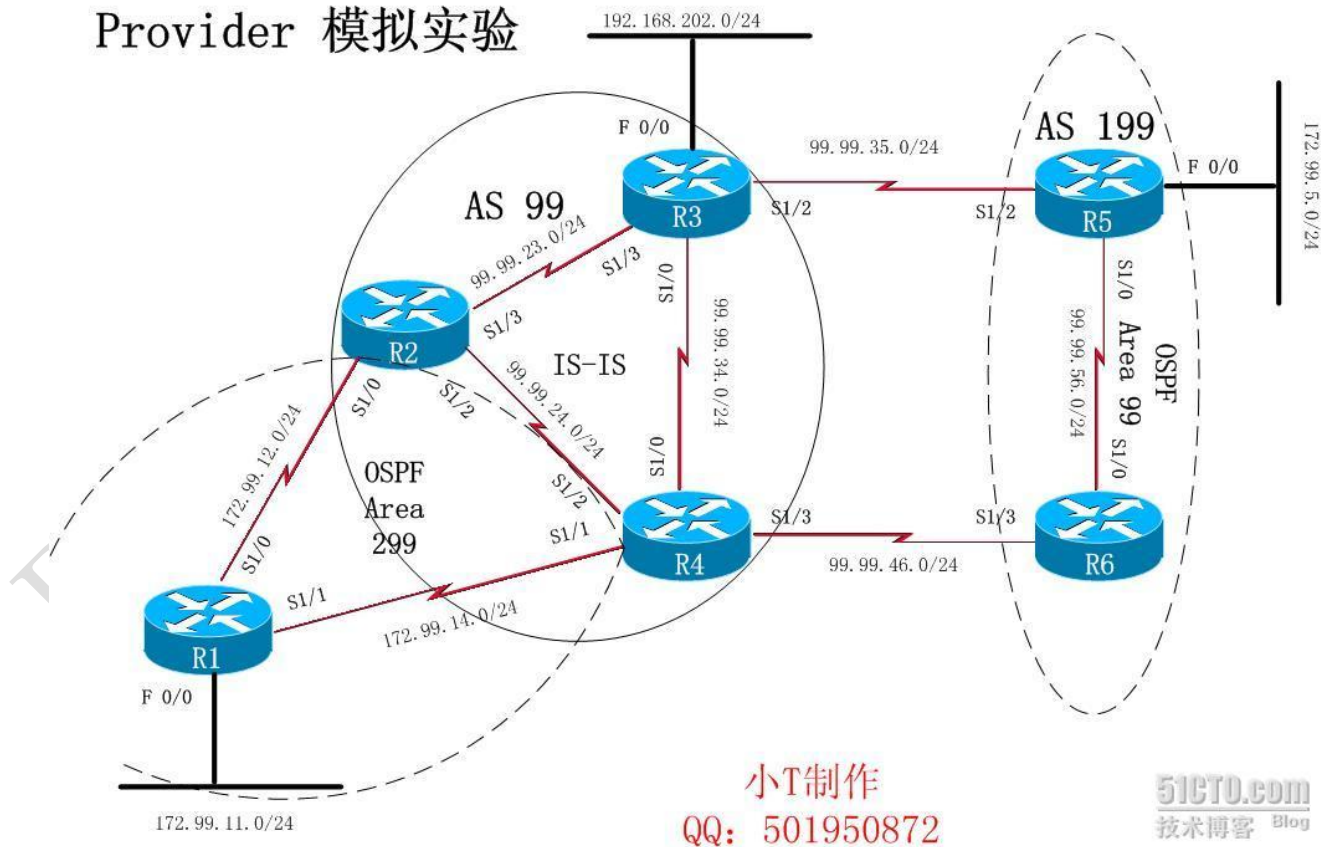 Provider 模拟实验
192.168.202.0/24
F 0/0
AS 199
99.99.35.0/24
F 0/0
172.99.5.0/24
AS 99
R3
S1/2
S1/2
R5
99.99.23.0/24
S1/3
S1/0
S1/0
S1/3
R2
99.99.34.0/24
99.99.56.0/24
Area 99
OSPF
IS-IS
S1/0
S1/2
99.99.24.0/24
172.99.12.0/24
OSPF
Area
299
S1/0
S1/0
S1/2
S1/1
S1/3
S1/3
R4
R6
99.99.46.0/24
S1/0
S1/1
172.99.14.0/24
R1
F 0/0
172.99.11.0/24
小T制作
QQ: 501950872
51CTO.com
技术博客 Blog